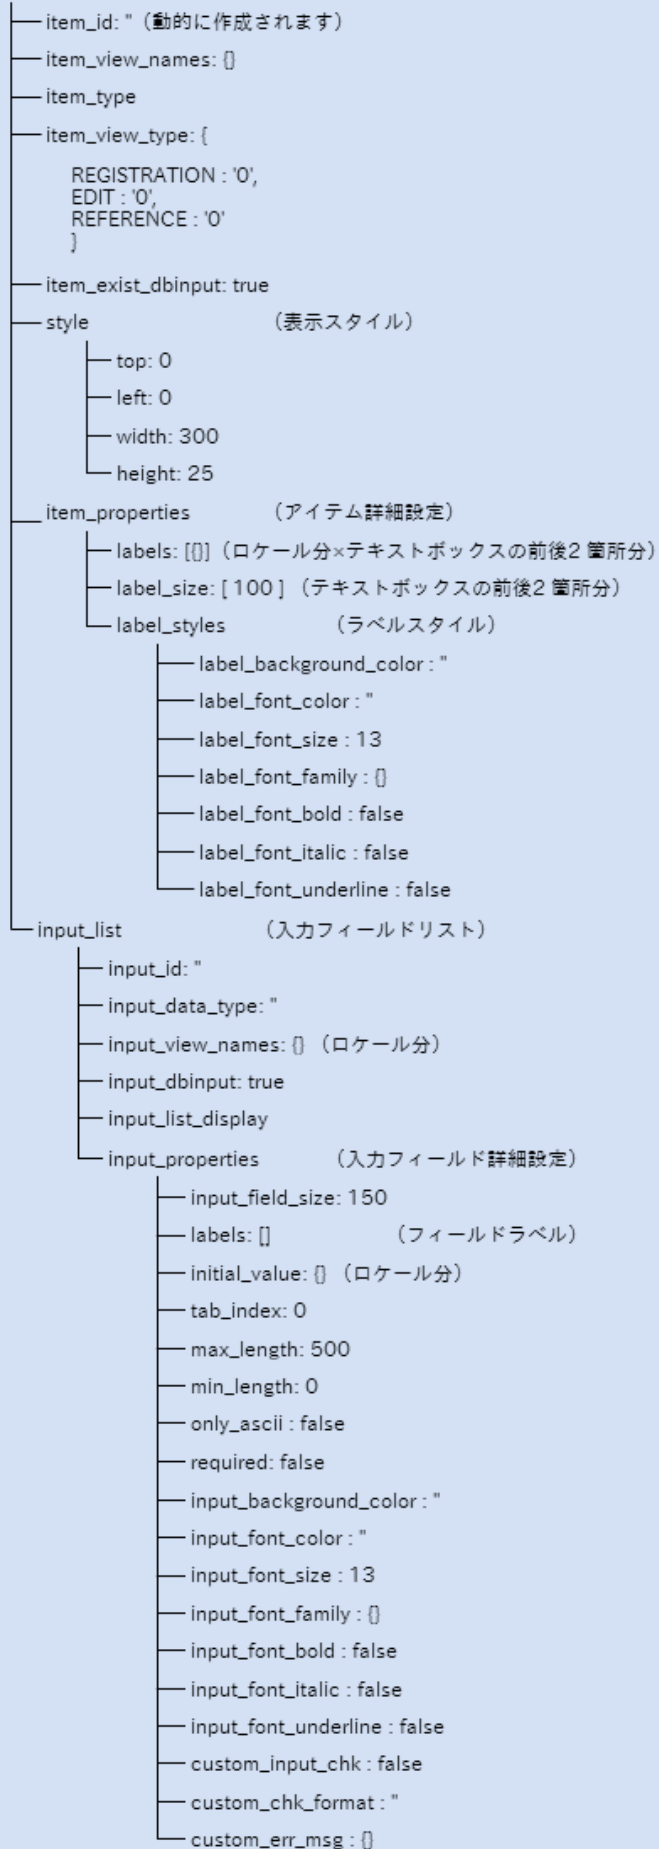 item_id: '' （動的に作成されます）
item_view_names: {}
item_type
item_view_type: {
REGISTRATION : '0',
EDIT : '0',
REFERENCE : '0'
}
item_exist_dbinput: true
style （表示スタイル）
top: 0
left: 0
width: 300
height: 25
item_properties （アイテム詳細設定）
labels: [{}] （ロケール分×テキストボックスの前後2 箇所分）
label_size: [ 100 ] （テキストボックスの前後2 箇所分）
label_styles （ラベルスタイル）
label_background_color : ''
label_font_color : ''
label_font_size : 13
label_font_family : {}
label_font_bold : false
label_font_italic : false
label_font_underline : false
input_list （入力フィールドリスト）
input_id: ''
input_data_type: ''
input_view_names: {} （ロケール分）
input_dbinput: true
input_list_display
input_properties （入力フィールド詳細設定）
input_field_size: 150
labels: [] （フィールドラベル）
initial_value: {} （ロケール分）
tab_index: 0
max_length: 500
min_length: 0
only_ascii : false
required: false
input_background_color : ''
input_font_color : ''
input_font_size : 13
input_font_family : {}
input_font_bold : false
input_font_italic : false
input_font_underline : false
custom_input_chk : false
custom_chk_format : ''
custom_err_msg : {}